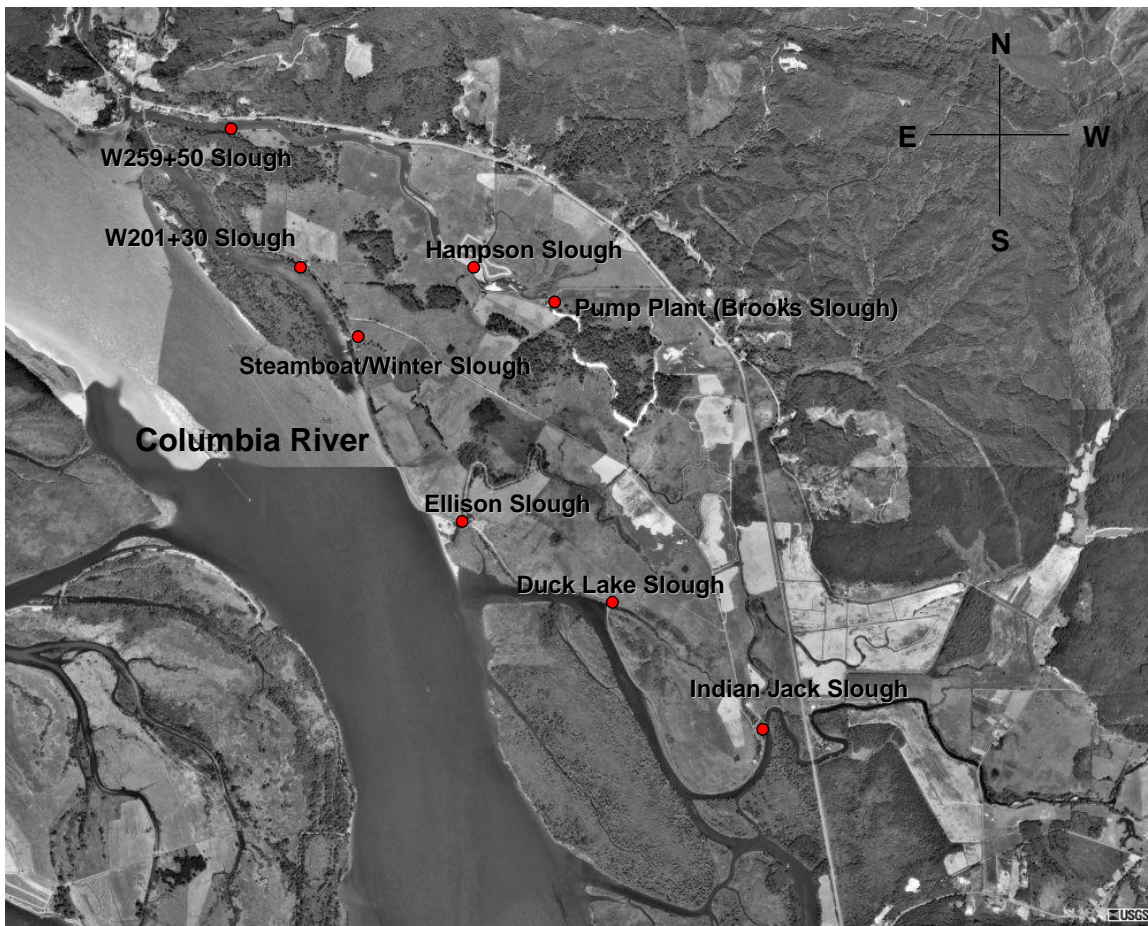 N
E
W
S
W259+50 Slough
W201+30 Slough
Hampson Slough
Pump Plant (Brooks Slough)
Steamboat/Winter Slough
Columbia River
Ellison Slough
Duck Lake Slough
Indian Jack Slough
USGS